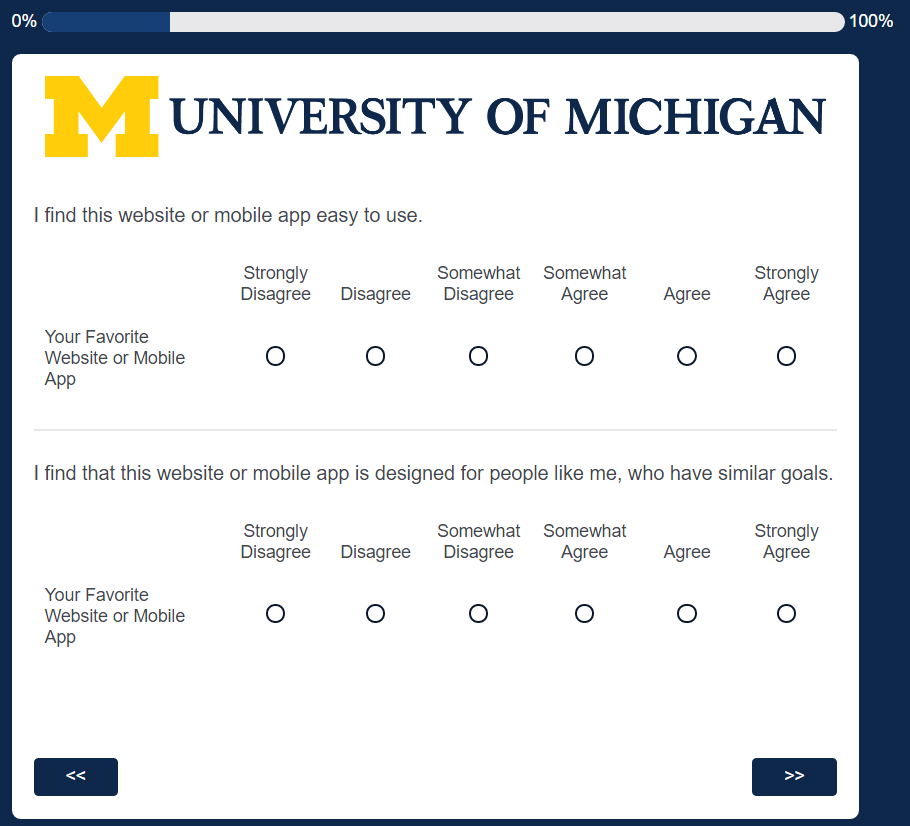 0% 100%
M UNIVERSITY OF MICHIGAN
I find this website or mobile app easy to use.
Strongly Disagree Disagree Somewhat Disagree Somewhat Agree Agree Strongly Agree
Your Favorite
Website or Mobile
App
I find that this website or mobile app is designed for people like me, who have similar goals.
Strongly Disagree Disagree Somewhat Disagree Somewhat Agree Agree Strongly Agree
Your Favorite
Website or Mobile
App
<< >>